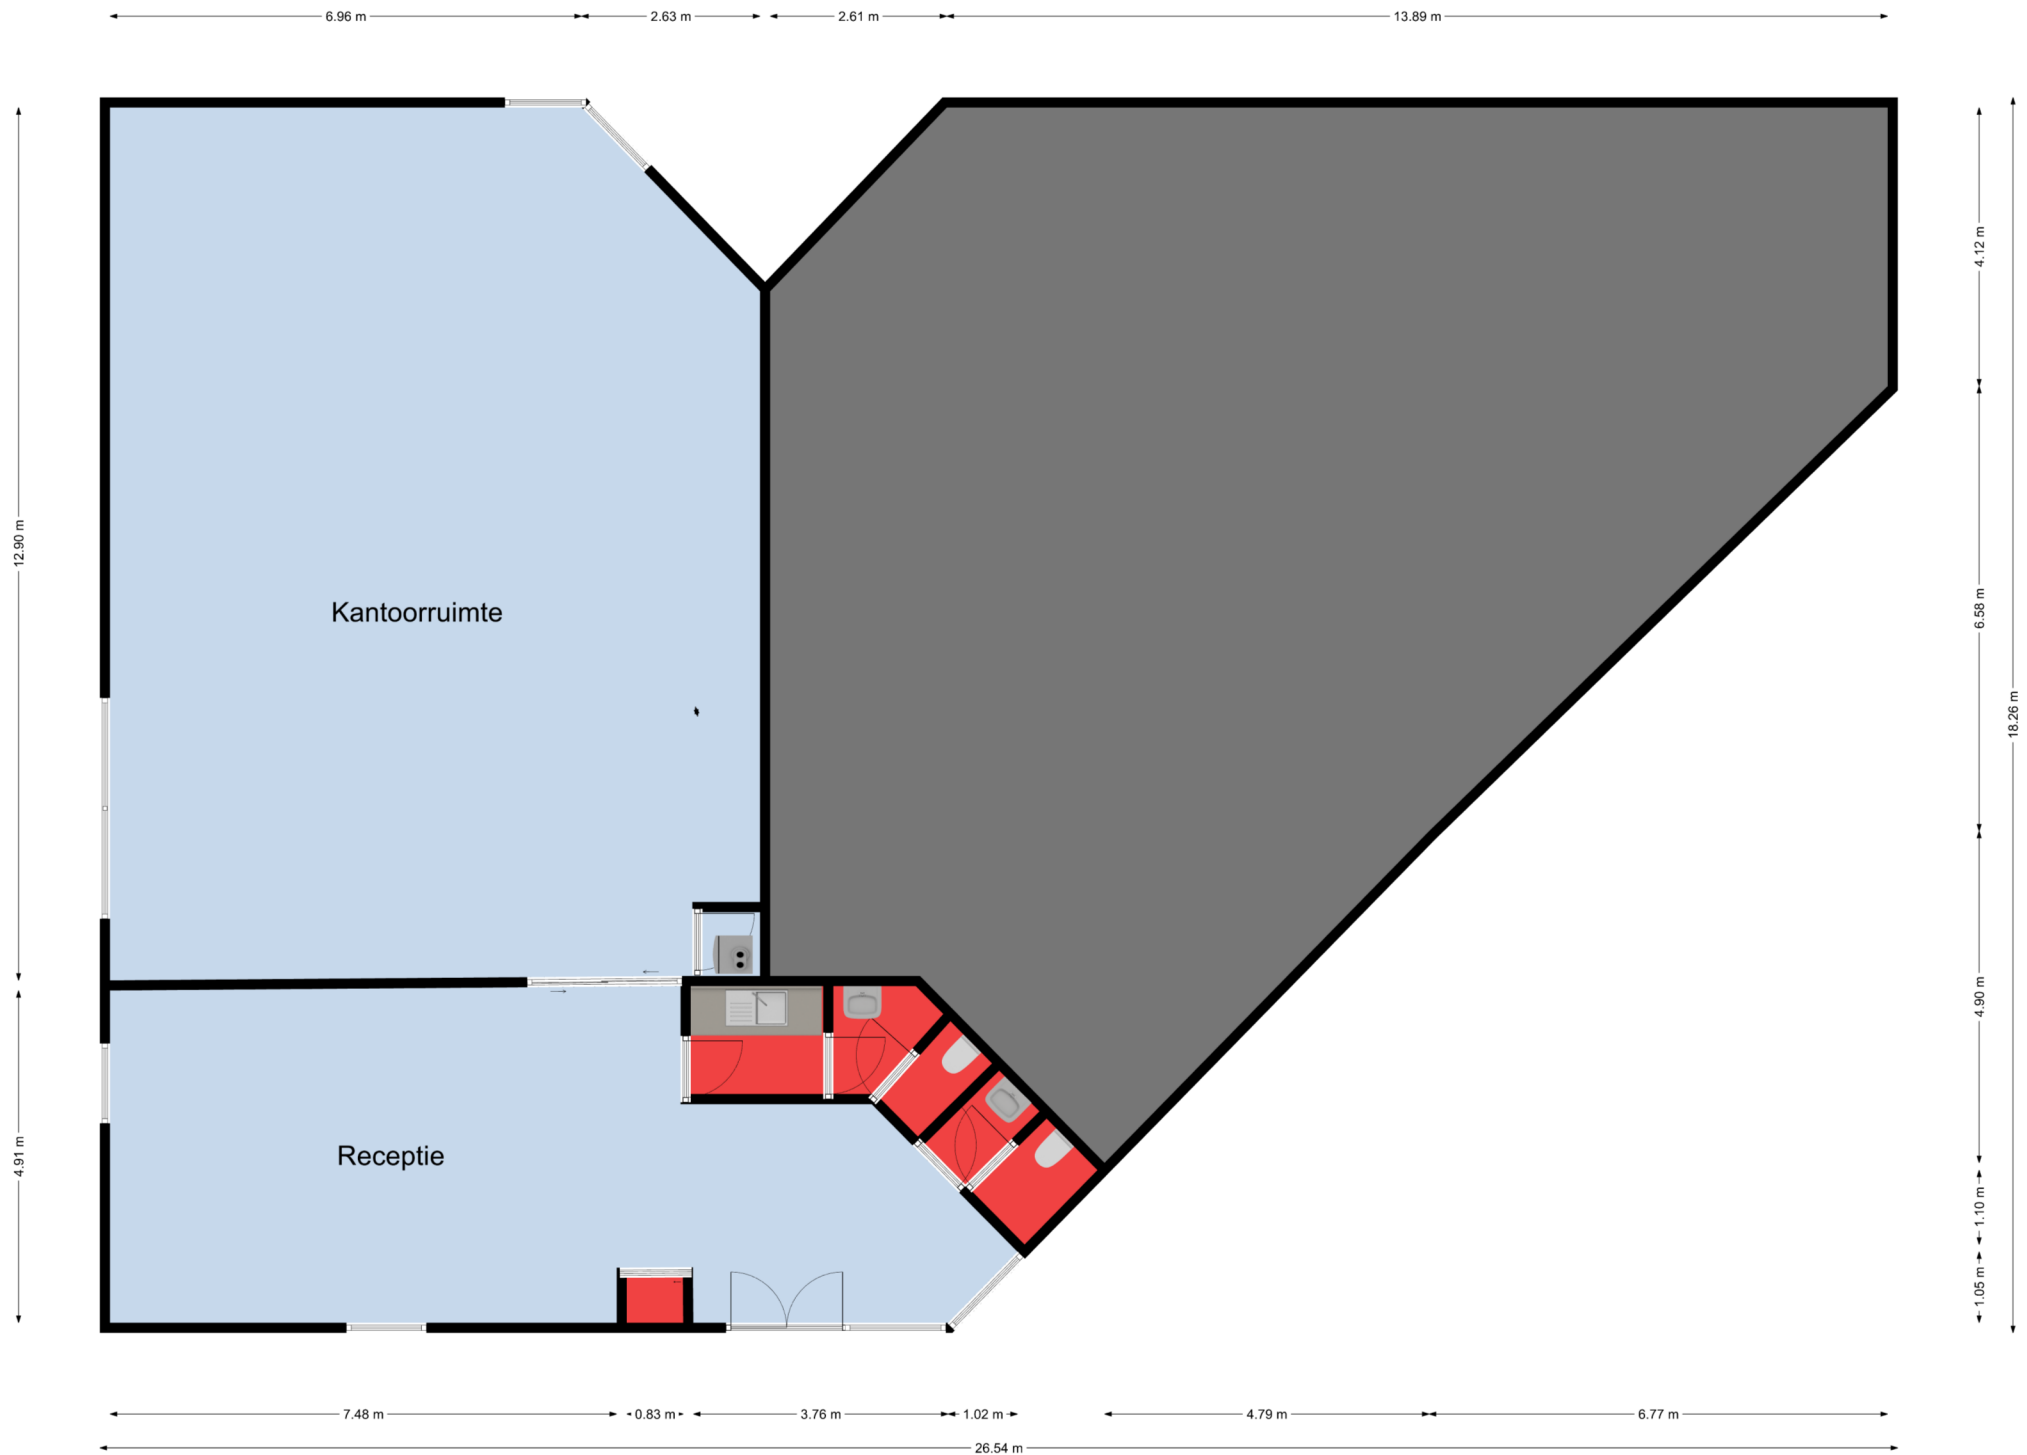 6.96 m
2.63 m
2.61 m
13.89 m
4.12 m
12.90 m
6.58 m
Kantoorruimte
18.26 m
4.90 m
4.91 m
Receptie
1.10 m
1.05 m
7.48 m
0.83 m
3.76 m
1.02 m
4.79 m
6.77 m
26.54 m